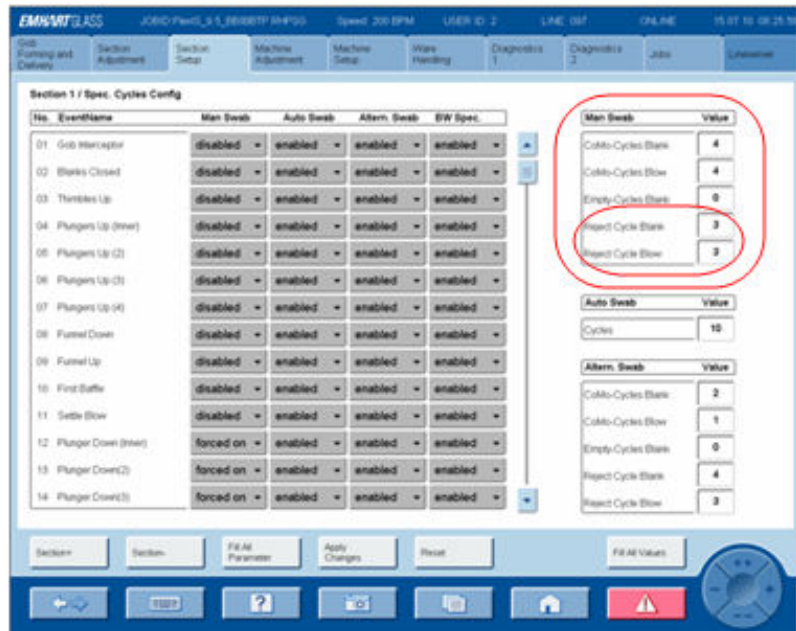 EMHART GLASS Speed: 200 BPM USER ID: 2 ONLINE
Gob Forming and Delivery
Section Adjustment
Section Setup
Machine Adjustment
Machine Setup
Ware Handling
Diagnostics 1
Diagnostics 2
Jobs
Section 1 / Spec. Cycles Config
No. EventName Man Swab Auto Swab Altern. Swab BW Spec.
01 Gob Interceptor disabled enabled enabled enabled
02 Blanks Closed disabled enabled enabled enabled
03 Thimbles Up disabled enabled enabled enabled
04 Plungers Up (Inner) disabled enabled enabled enabled
05 Plungers Up (2) disabled enabled enabled enabled
06 Plungers Up (3) disabled enabled enabled enabled
07 Plungers Up (4) disabled enabled enabled enabled
08 Funnel Down disabled enabled enabled enabled
09 Funnel Up disabled enabled enabled enabled
10 First Baffle disabled enabled enabled enabled
11 Settle Blow disabled enabled enabled enabled
12 Plunger Down (Inner) forced on enabled enabled enabled
13 Plunger Down(2) forced on enabled enabled enabled
14 Plunger Down(3) forced on enabled enabled enabled
Man Swab Value
CoMo-Cycles Blank 4
CoMo-Cycles Blow 4
Empty-Cycles Blank 0
Reject Cycle Blank 3
Reject Cycle Blow 3
Auto Swab Value
Cycles 10
Altern. Swab Value
CoMo-Cycles Blank 2
CoMo-Cycles Blow 1
Empty-Cycles Blank 0
Reject Cycle Blank 4
Reject Cycle Blow 3
Section+
Section-
Fill All Parameter
Apply Changes
Reset
Fill All Values
?